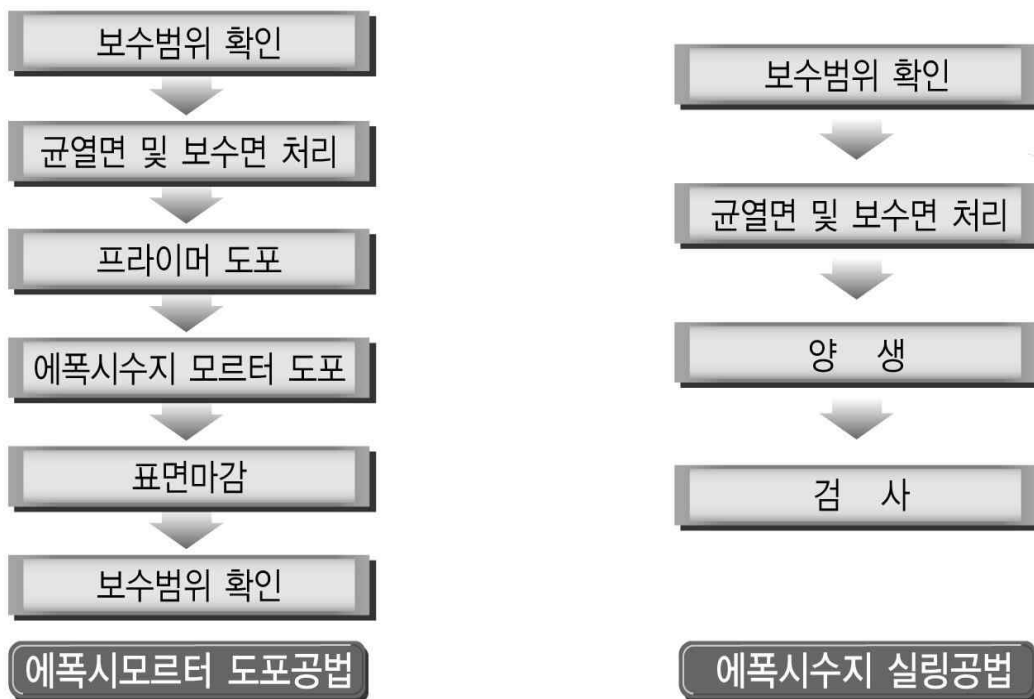 보수범위 확인
균열면 및 보수면 처리
프라이머 도포
에폭시수지 모르터 도포
표면마감
보수범위 확인
에폭시모르터 도포공법
보수범위 확인
균열면 및 보수면 처리
양 생
검 사
에폭시수지 실링공법